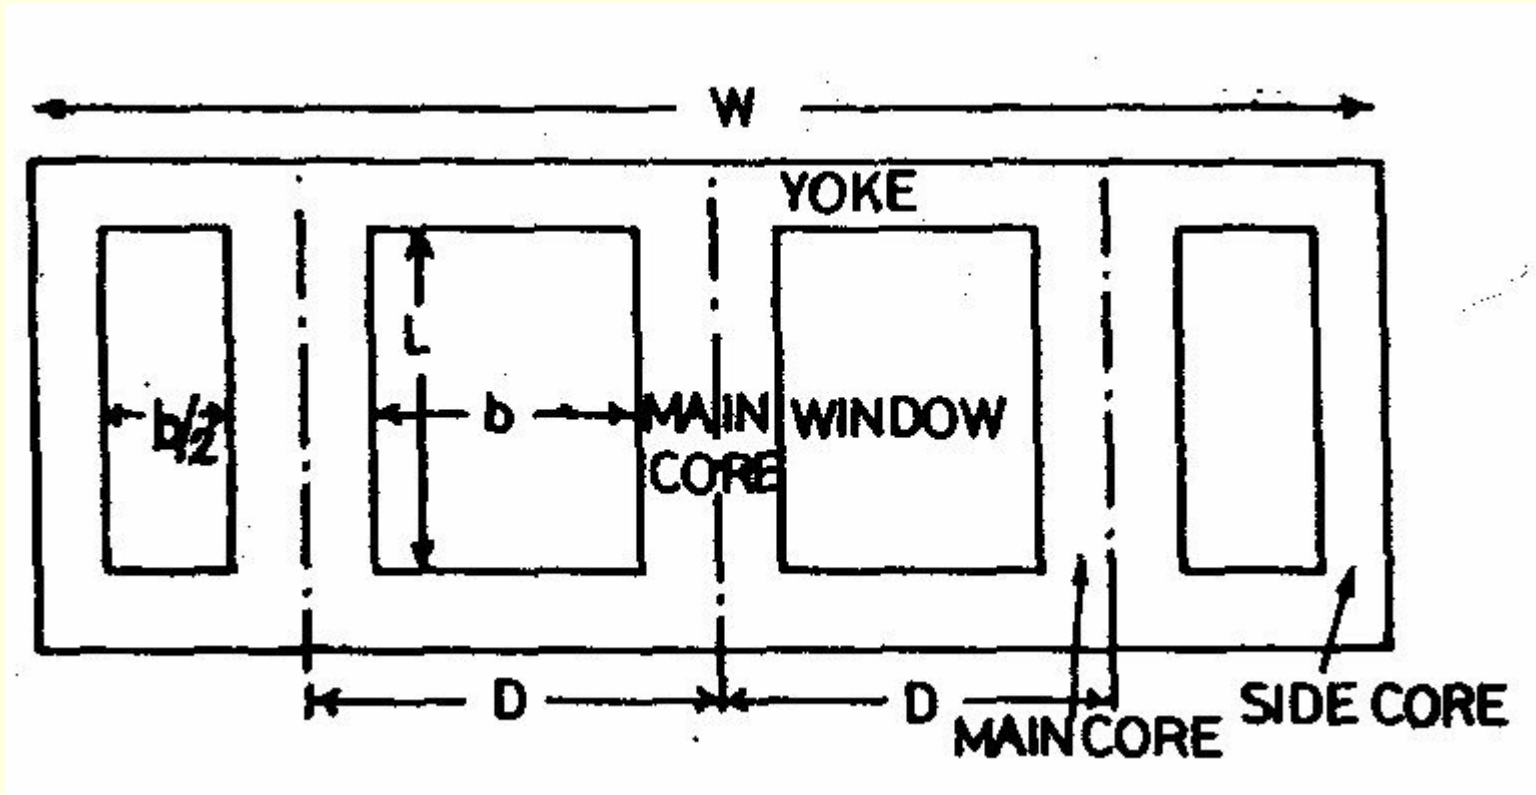 W
YOKE
L
b/2
b
MAIN
CORE
WINDOW
D
D
MAIN CORE
SIDE CORE